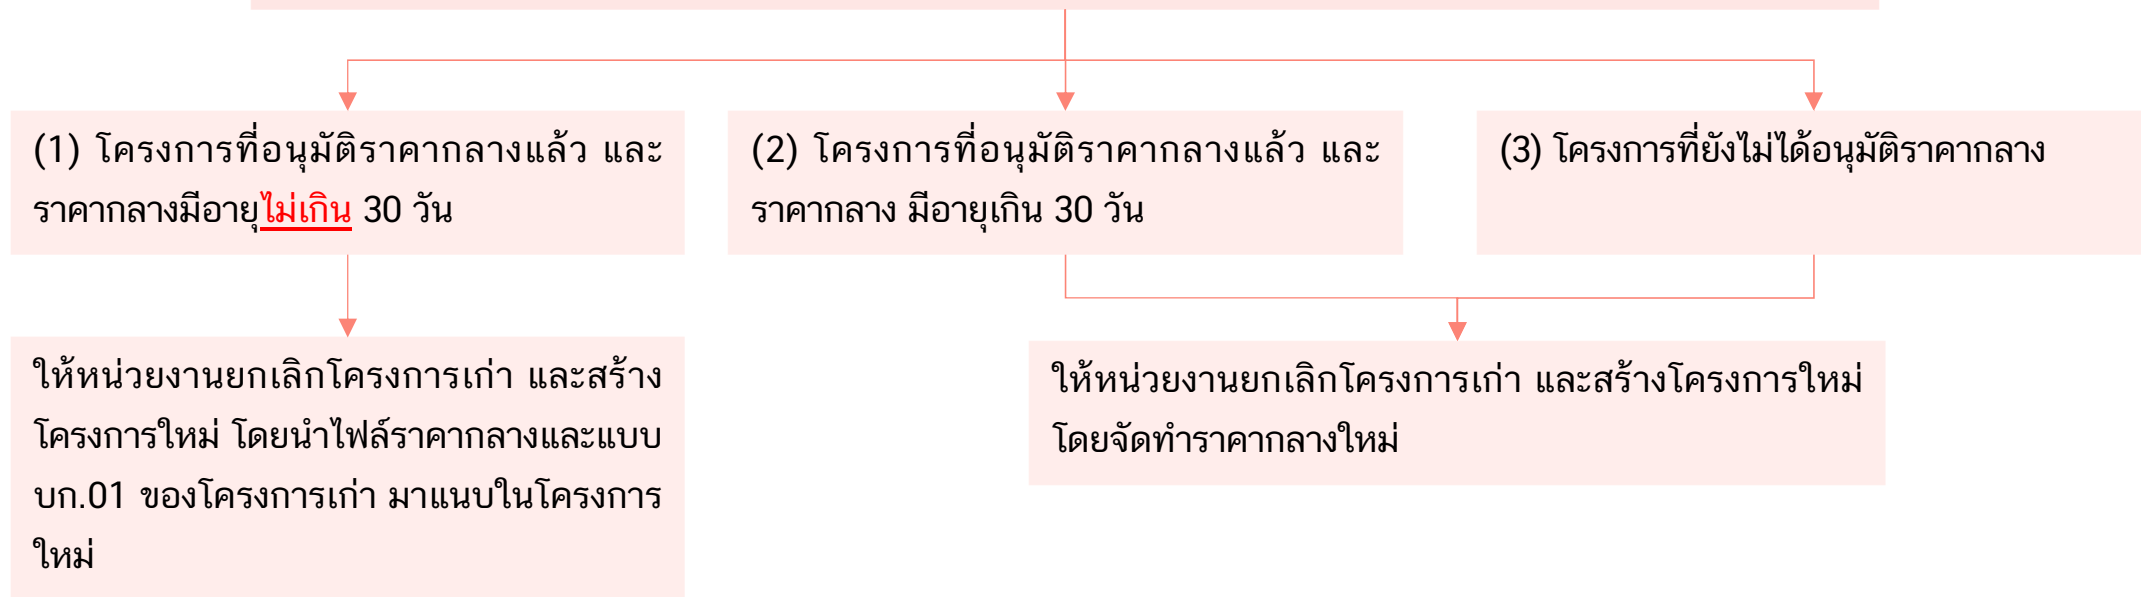 (1) โครงการที่อนุมัติราคากลางแล้ว และ
ราคากลางมีอายุไม่เกิน 30 วัน
(2) โครงการที่อนุมัติราคากลางแล้ว และ
ราคากลาง มีอายุเกิน 30 วัน
(3) โครงการที่ยังไม่ได้อนุมัติราคากลาง
ให้หน่วยงานยกเลิกโครงการเก่า และสร้าง
โครงการใหม่ โดยนำไฟล์ราคากลางและแบบ
บก.01 ของโครงการเก่า มาแนบในโครงการ
ใหม่
ให้หน่วยงานยกเลิกโครงการเก่า และสร้างโครงการใหม่
โดยจัดทำราคากลางใหม่